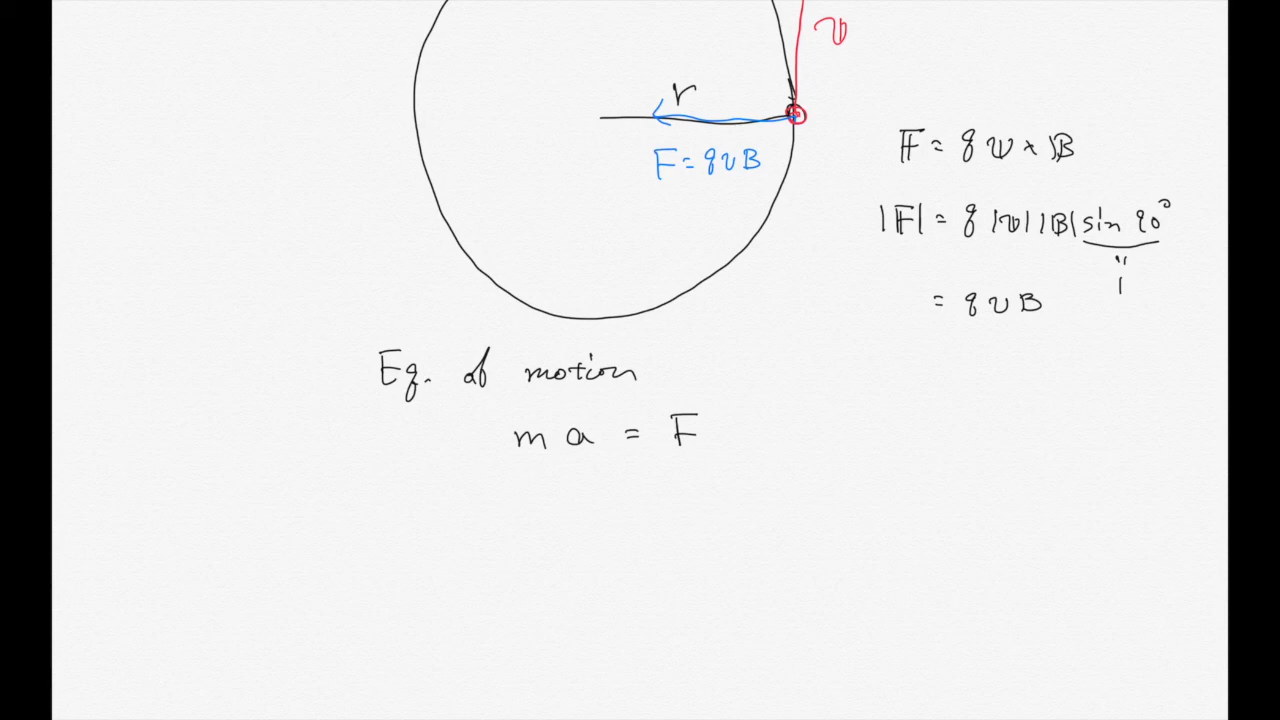 v
r
F = qvB
F = q v × B
|F| = q |v| |B| sin 90°
"
1
= q v B
Eq. of motion
m a = F